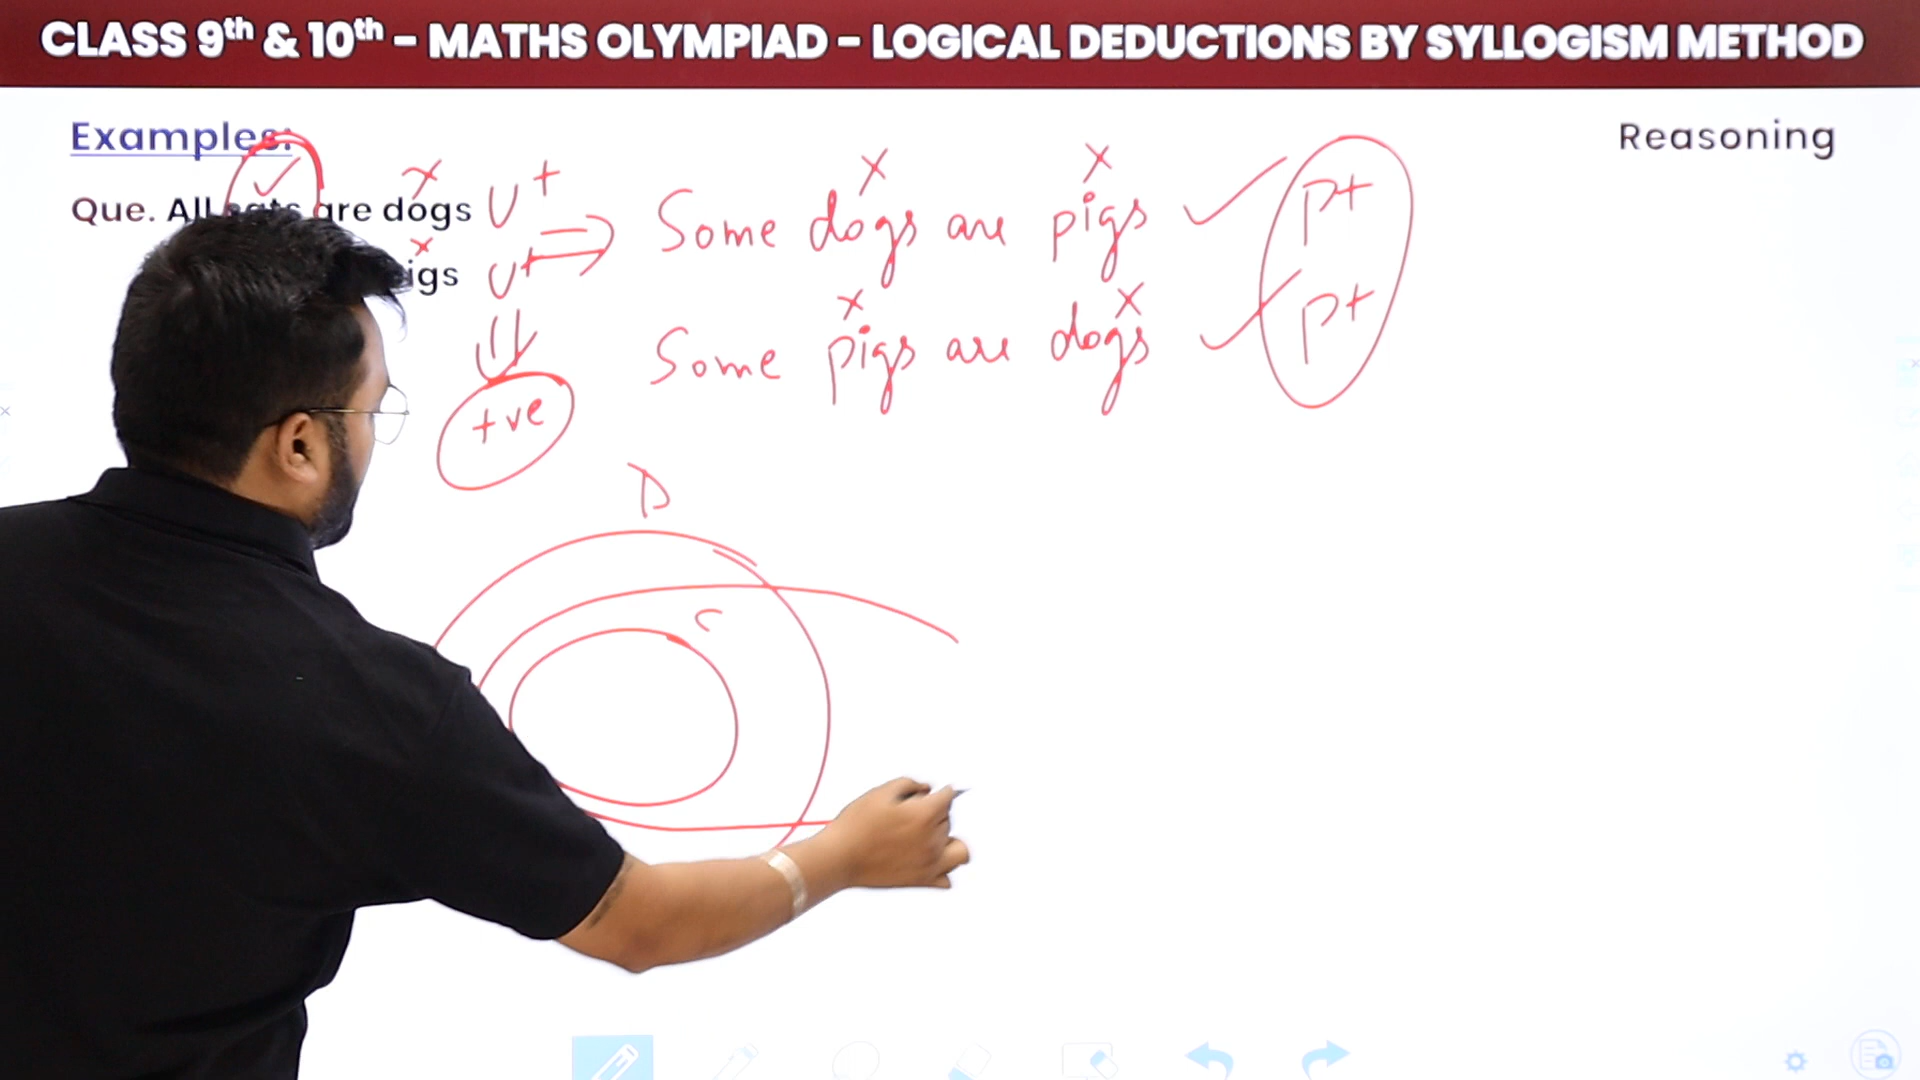 CLASS 9th & 10th - MATHS OLYMPIAD - LOGICAL DEDUCTIONS BY SYLLOGISM METHOD
Examples:
Reasoning
Que. All cats are dogs U+ ⇒ Some dogs are pigs ✓ P+
igs U+
Some pigs are dogs ✓ P+
+ve
D
C